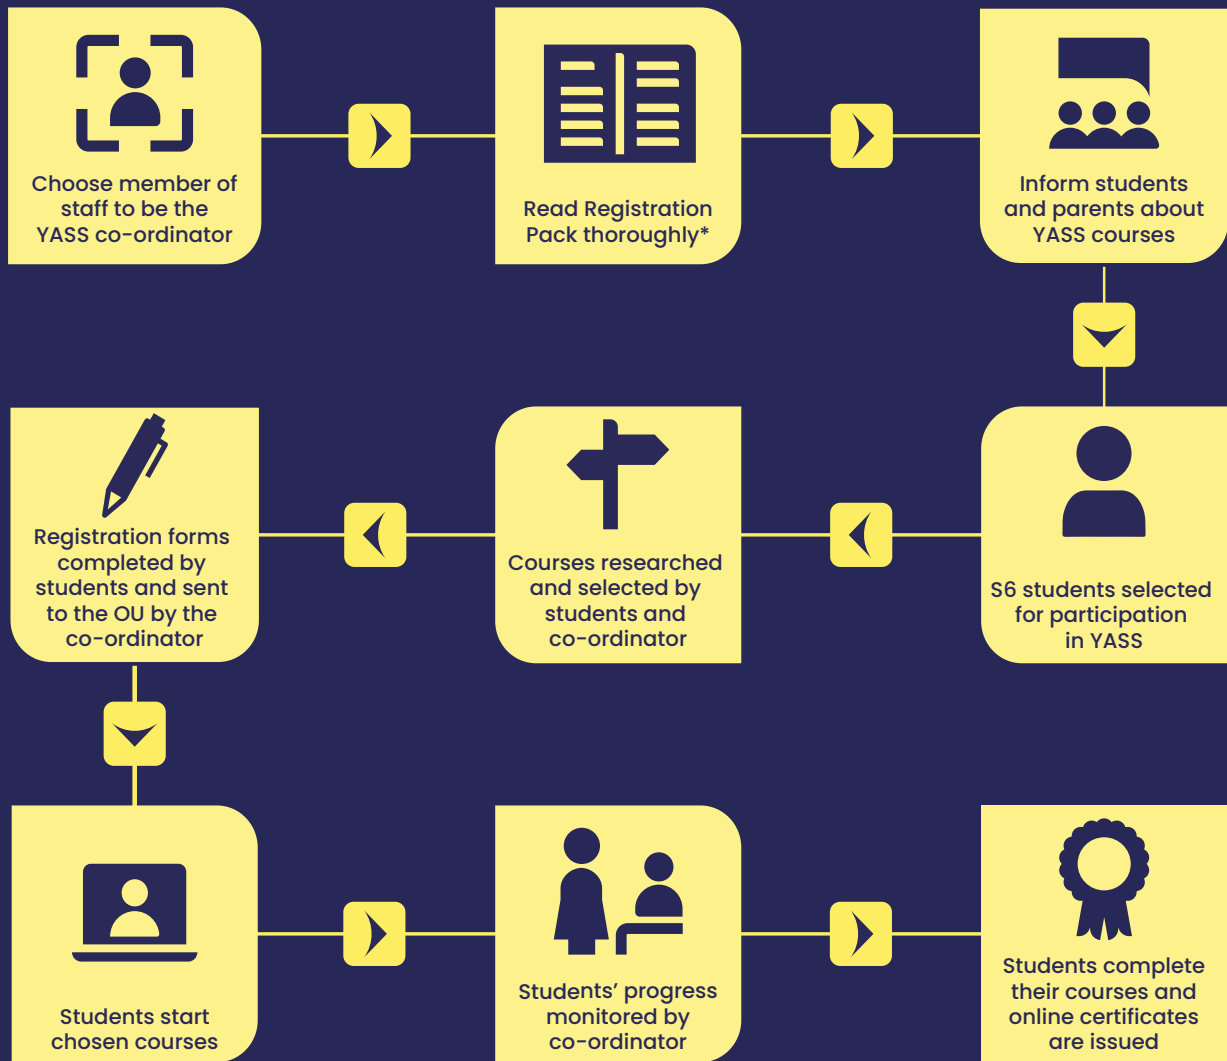 Choose member of
staff to be the
YASS co-ordinator
Read Registration
Pack thoroughly*
Inform students
and parents about
YASS courses
S6 students selected
for participation
in YASS
Courses researched
and selected by
students and
co-ordinator
Registration forms
completed by
students and sent
to the OU by the
co-ordinator
Students start
chosen courses
Students’ progress
monitored by
co-ordinator
Students complete
their courses and
online certificates
are issued